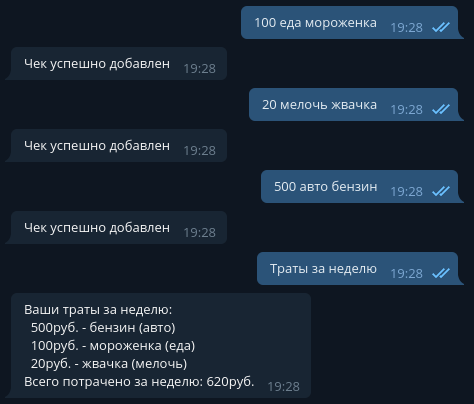 100 еда мороженка 19:28
Чек успешно добавлен 19:28
20 мелочь жвачка 19:28
Чек успешно добавлен 19:28
500 авто бензин 19:28
Чек успешно добавлен 19:28
Траты за неделю 19:28
Ваши траты за неделю:
500руб. - бензин (авто)
100руб. - мороженка (еда)
20руб. - жвачка (мелочь)
Всего потрачено за неделю: 620руб. 19:28